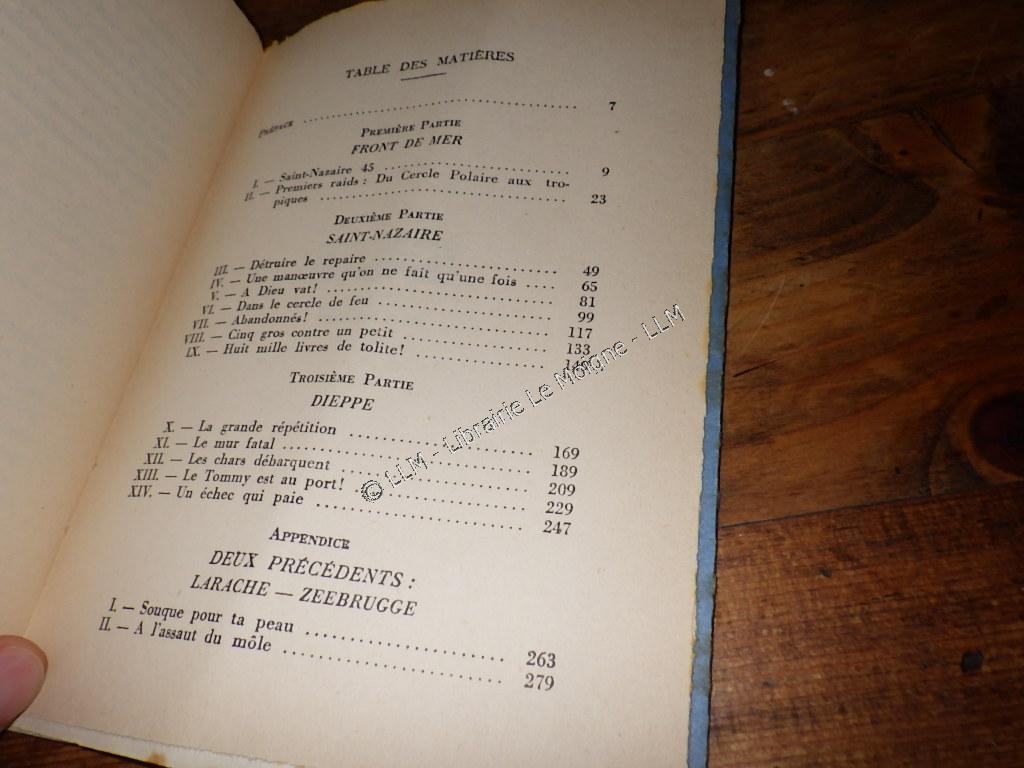 TABLE DES MATIÈRES
PRÉFACE ........ 7
PREMIÈRE PARTIE
FRONT DE MER
I. — Saint-Nazaire 45 ........ 9
II. — Premiers raids : Du Cercle Polaire aux tro-
piques ........ 23
DEUXIÈME PARTIE
SAINT-NAZAIRE
III. — Détruire le repaire ........ 49
IV. — Une manœuvre qu'on ne fait qu'une fois .... 65
V. — A Dieu vat! ........ 81
VI. — Dans le cercle de feu ........ 99
VII. — Abandonnés! ........ 117
VIII. — Cinq gros contre un petit ........ 133
IX. — Huit mille livres de tolite! ........
TROISIÈME PARTIE
DIEPPE
X. — La grande répétition ........ 169
XI. — Le mur fatal ........ 189
XII. — Les chars débarquent ........ 209
XIII. — Le Tommy est au port! ........ 229
XIV. — Un échec qui paie ........ 247
APPENDICE
DEUX PRÉCÉDENTS :
LARACHE — ZEEBRUGGE
I. — Souque pour ta peau ........ 263
II. — A l'assaut du môle ........ 279
© LLM - Librairie Le Moigne - LLM